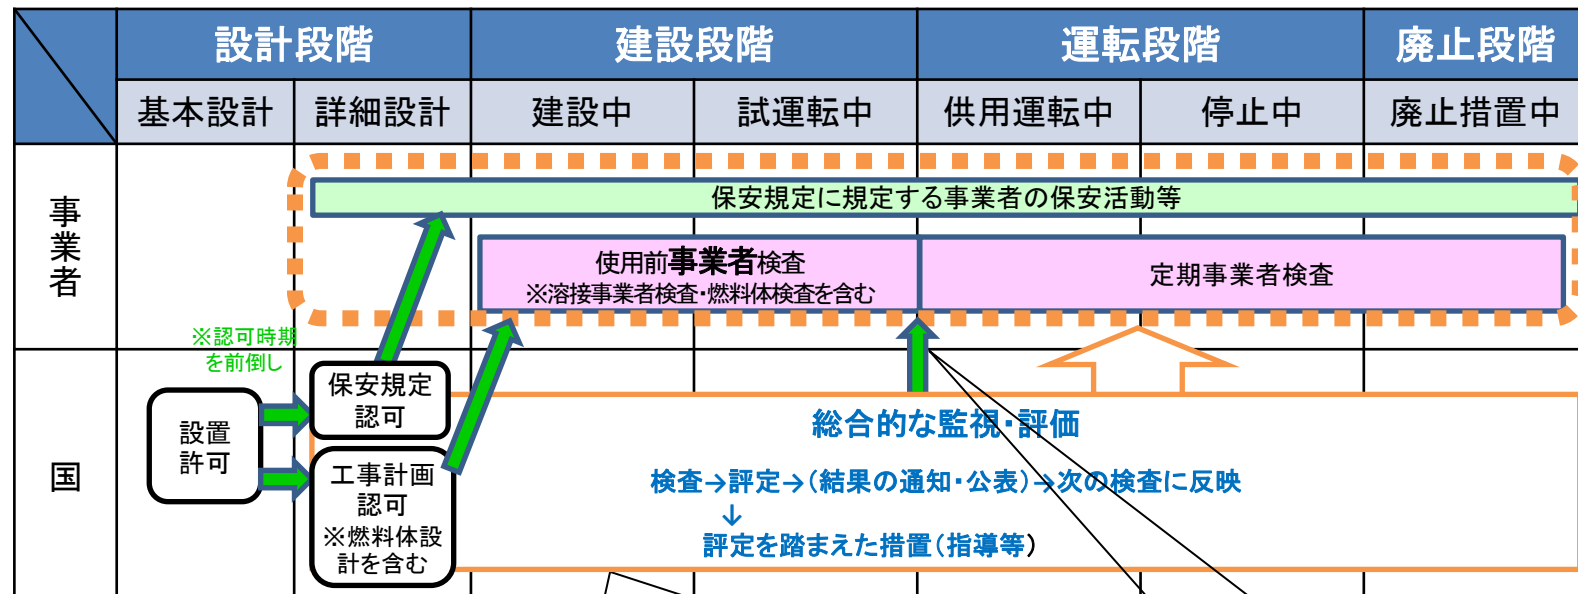 設計段階
建設段階
運転段階
廃止段階
基本設計
詳細設計
建設中
試運転中
供用運転中
停止中
廃止措置中
事業者
保安規定に規定する事業者の保安活動等
使用前事業者検査
※溶接事業者検査・燃料体検査を含む
定期事業者検査
※認可時期
を前倒し
国
設置
許可
保安規定
認可
工事計画
認可
※燃料体設
計を含む
総合的な監視・評価
検査→評定→(結果の通知・公表)→次の検査に反映
↓
評定を踏まえた措置(指導等)